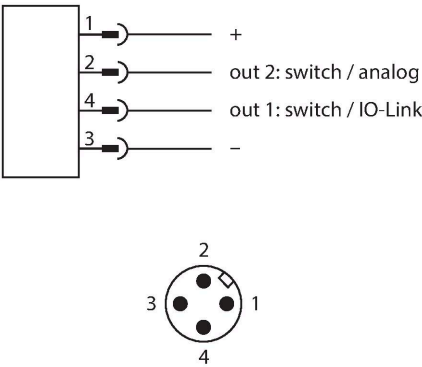 1 +
2 out 2: switch / analog
4 out 1: switch / IO-Link
3 –
2
3 1
4